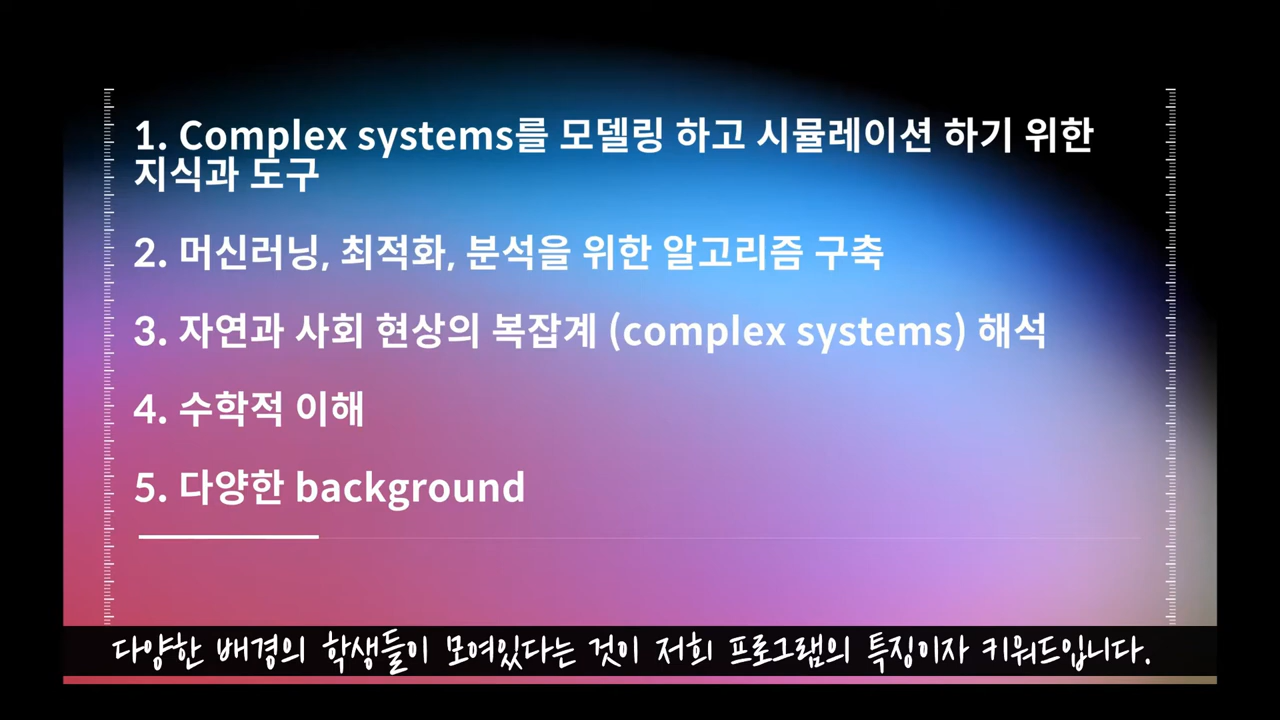 1. Complex systems를 모델링 하고 시뮬레이션 하기 위한
지식과 도구
2. 머신러닝, 최적화, 분석을 위한 알고리즘 구축
3. 자연과 사회 현상의 복잡계 (complex systems) 해석
4. 수학적 이해
5. 다양한 background
다양한 배경의 학생들이 모여있다는 것이 저희 프로그램의 특징이자 키워드입니다.